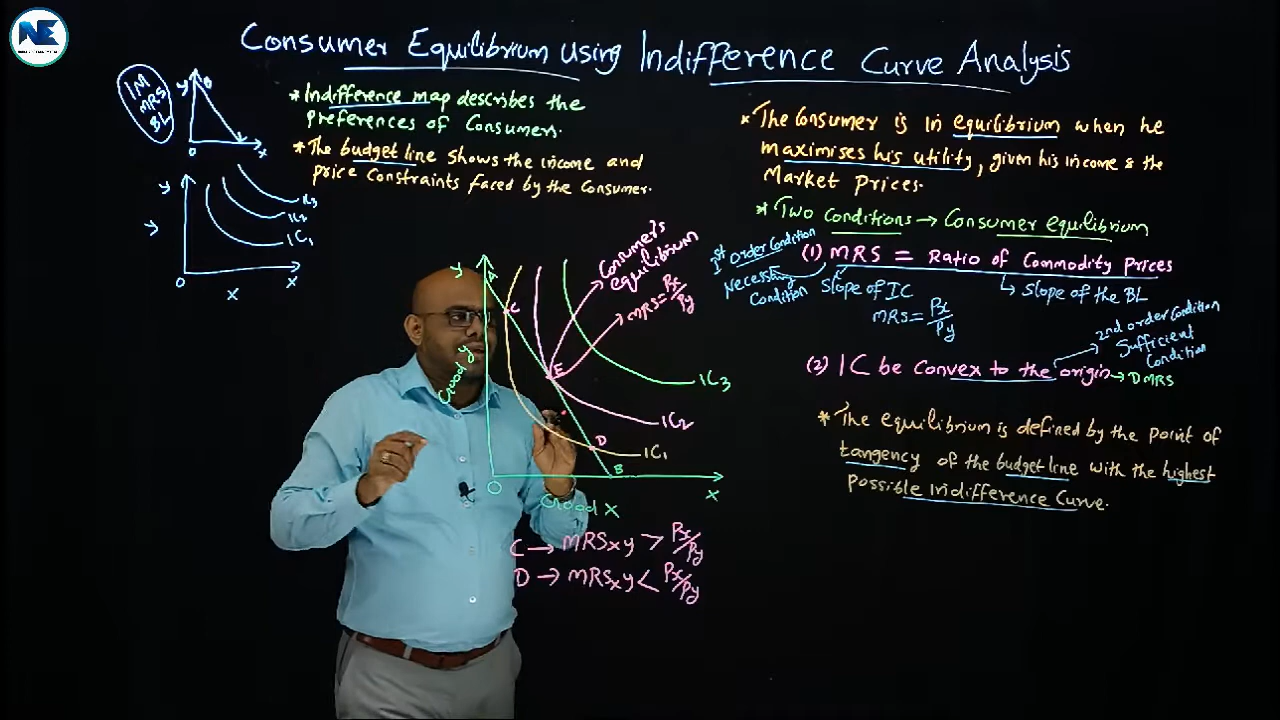 NE
Consumer Equilibrium using Indifference Curve Analysis
IM
MRS
BL
y
B
O
x
y
IC3
IC2
IC1
O
x
x
* Indifference map describes the
preferences of Consumers.
* The budget line shows the income and
price Constraints faced by the Consumer.
* The Consumer is in equilibrium when he
maximises his utility, given his income & the
Market Prices.
* Two Conditions → Consumer equilibrium
1st order Condition
Necessary
Condition
(1) MRS = Ratio of Commodity Prices
Slope of IC
Slope of the BL
MRS = Px/Py
2nd order Condition
Sufficient
Condition
(2) IC be Convex to the origin → DMRS
* The equilibrium is defined by the point of
tangency of the budget line with the highest
Possible Indifference Curve.
y
A
C
Consumer's
equilibrium
MRS = Px/Py
E
Good y
IC3
IC2
IC1
D
B
O
x
Good X
C → MRSxy > Px/Py
D → MRSxy < Px/Py